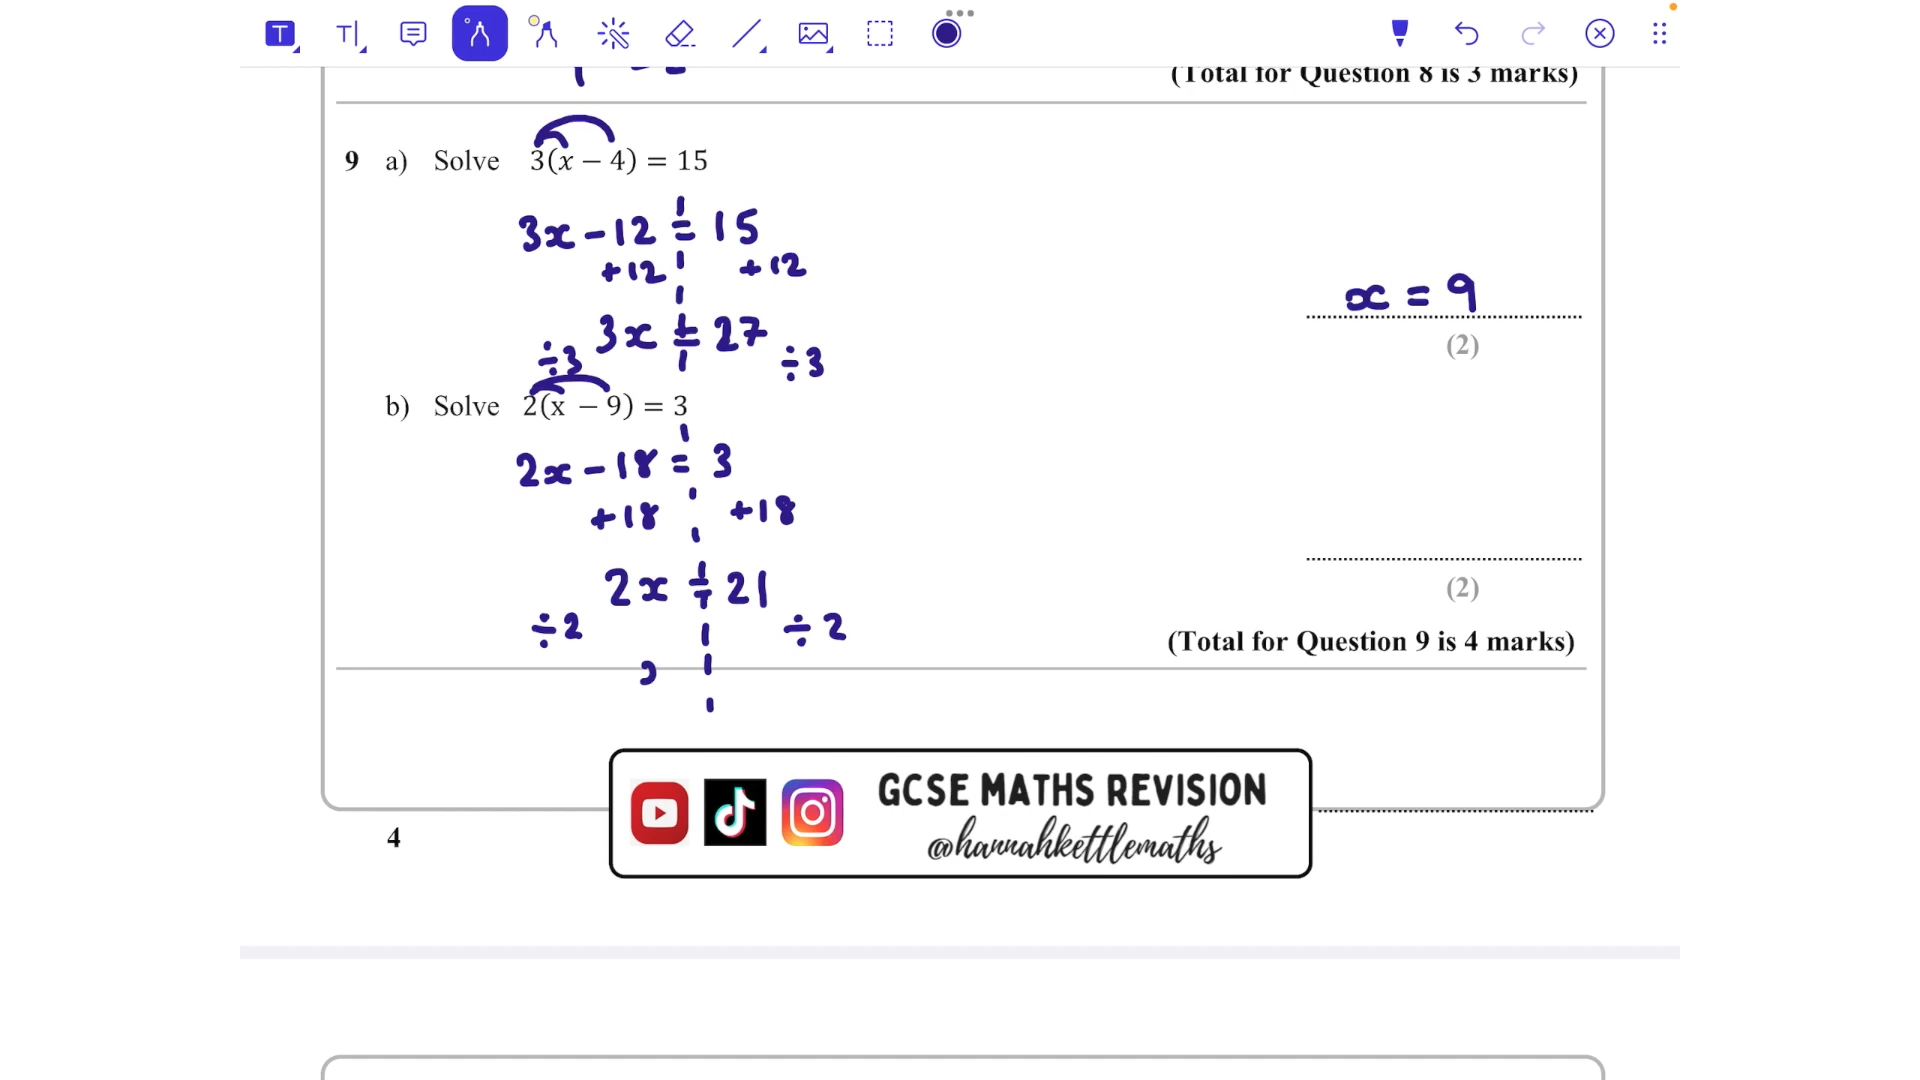 (Total for Question 8 is 3 marks)
9 a) Solve 3(x − 4) = 15
3x − 12 = 15
+12 +12
x = 9
3x = 27
÷3 ÷3
(2)
b) Solve 2(x − 9) = 3
2x − 18 = 3
+18 +18
2x = 21
(2)
÷2 ÷2
(Total for Question 9 is 4 marks)
GCSE MATHS REVISION
@hannahkettlemaths
4